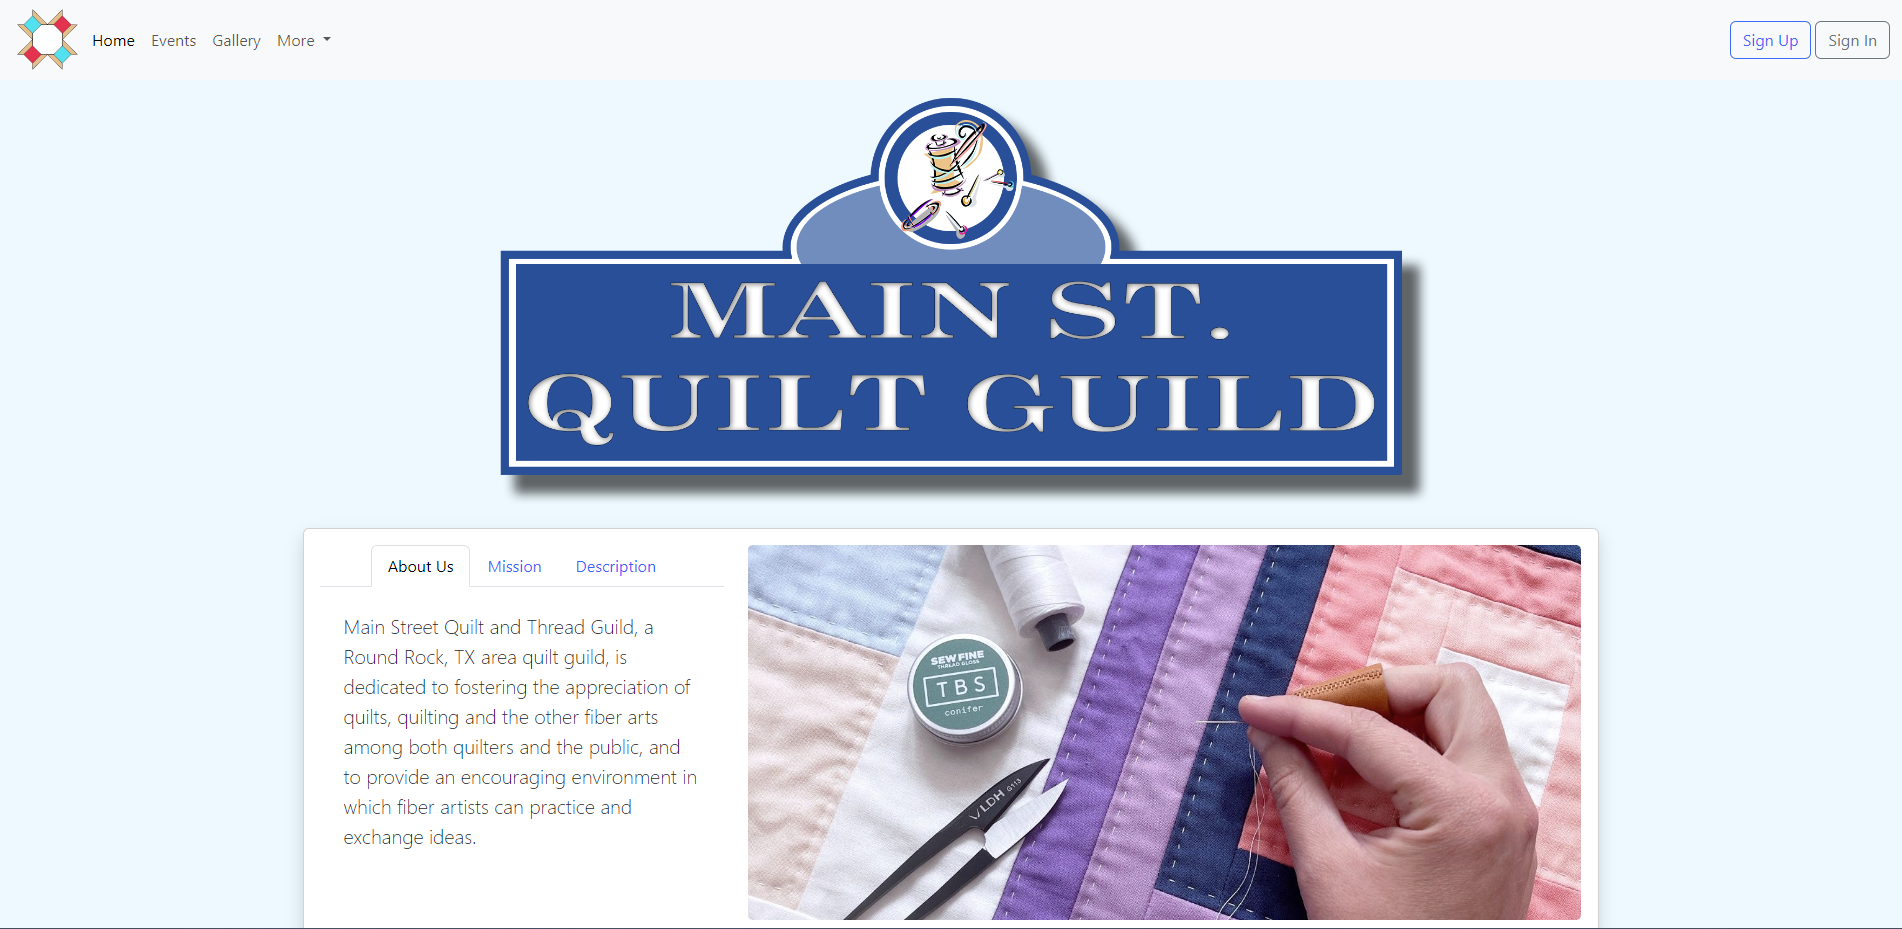 Home Events Gallery More
Sign Up Sign In
MAIN ST.
QUILT GUILD
About Us Mission Description
Main Street Quilt and Thread Guild, a
Round Rock, TX area quilt guild, is
dedicated to fostering the appreciation of
quilts, quilting and the other fiber arts
among both quilters and the public, and
to provide an encouraging environment in
which fiber artists can practice and
exchange ideas.
SEW FINE
THREAD GLOSS
TBS
conifer
LDH G113